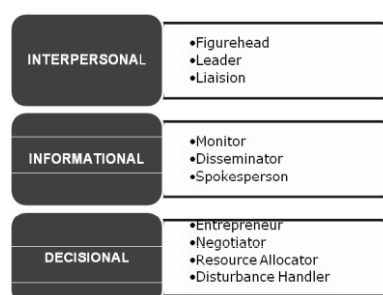 INTERPERSONAL
•Figurehead
•Leader
•Liaision
INFORMATIONAL
•Monitor
•Disseminator
•Spokesperson
DECISIONAL
•Entrepreneur
•Negotiator
•Resource Allocator
•Disturbance Handler